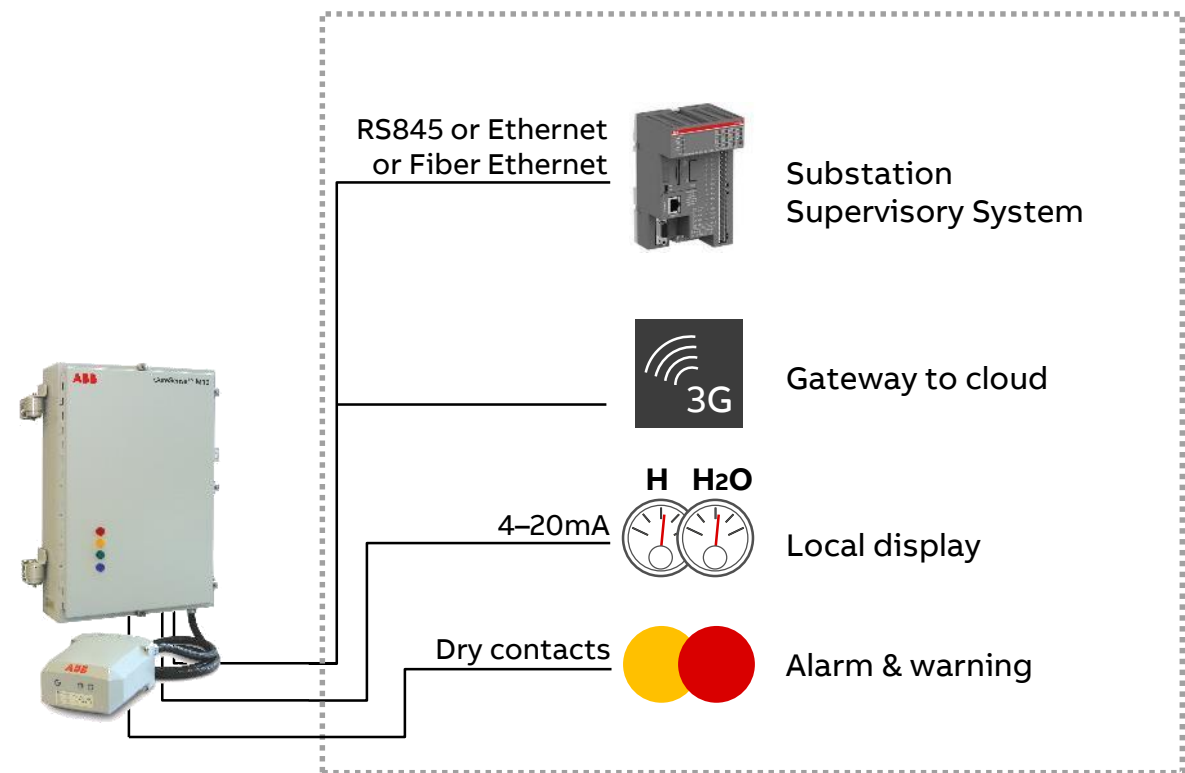 RS845 or Ethernet
or Fiber Ethernet
Substation
Supervisory System
3G
Gateway to cloud
H H2O
4–20mA
Local display
Dry contacts
Alarm & warning
ABB
ABB